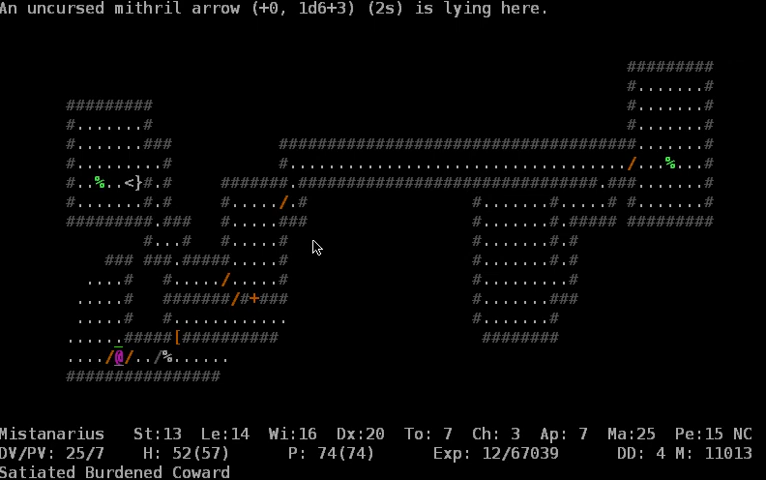 An uncursed mithril arrow (+0, 1d6+3) (2s) is lying here.
Mistanarius St:13 Le:14 Wi:16 Dx:20 To: 7 Ch: 3 Ap: 7 Ma:25 Pe:15 NC
DV/PV: 25/7 H: 52(57) P: 74(74) Exp: 12/67039 DD: 4 M: 11013
Satiated Burdened Coward